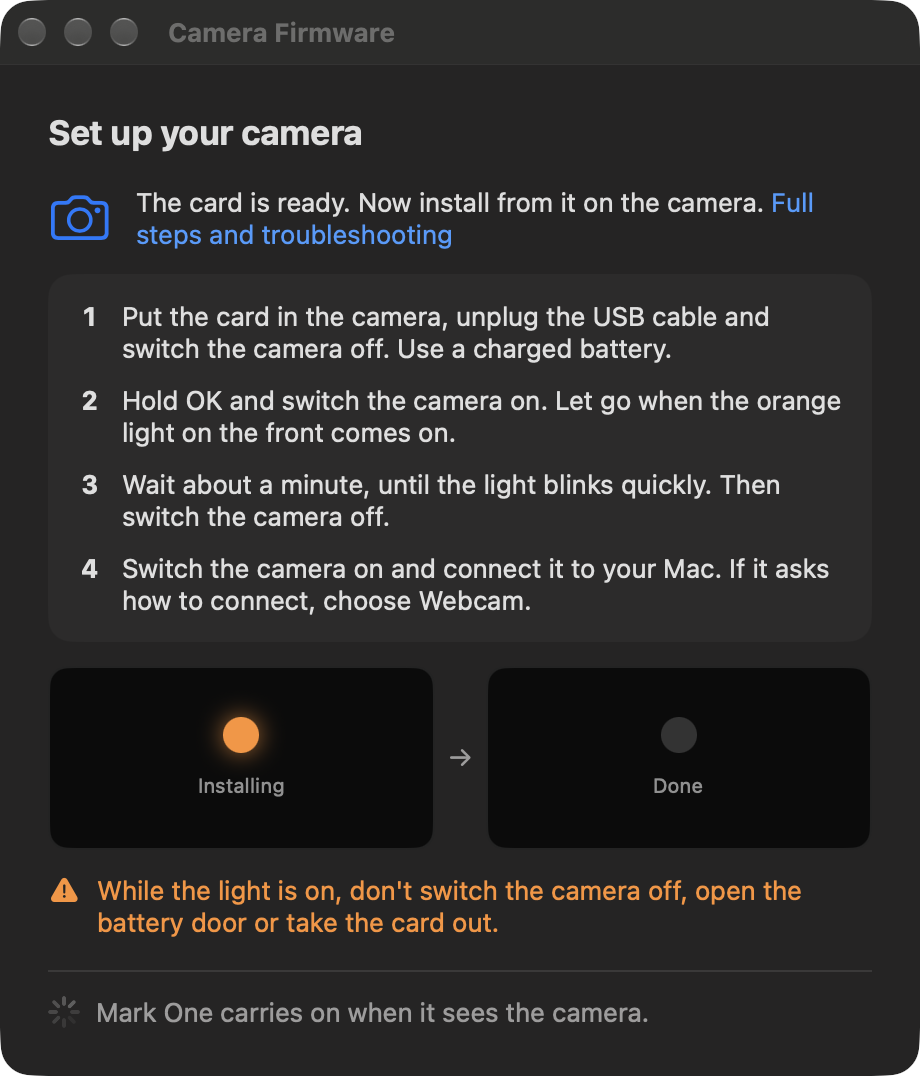 Camera Firmware
Set up your camera
The card is ready. Now install from it on the camera. Full
steps and troubleshooting
1 Put the card in the camera, unplug the USB cable and
switch the camera off. Use a charged battery.
2 Hold OK and switch the camera on. Let go when the orange
light on the front comes on.
3 Wait about a minute, until the light blinks quickly. Then
switch the camera off.
4 Switch the camera on and connect it to your Mac. If it asks
how to connect, choose Webcam.
Installing → Done
While the light is on, don't switch the camera off, open the
battery door or take the card out.
Mark One carries on when it sees the camera.